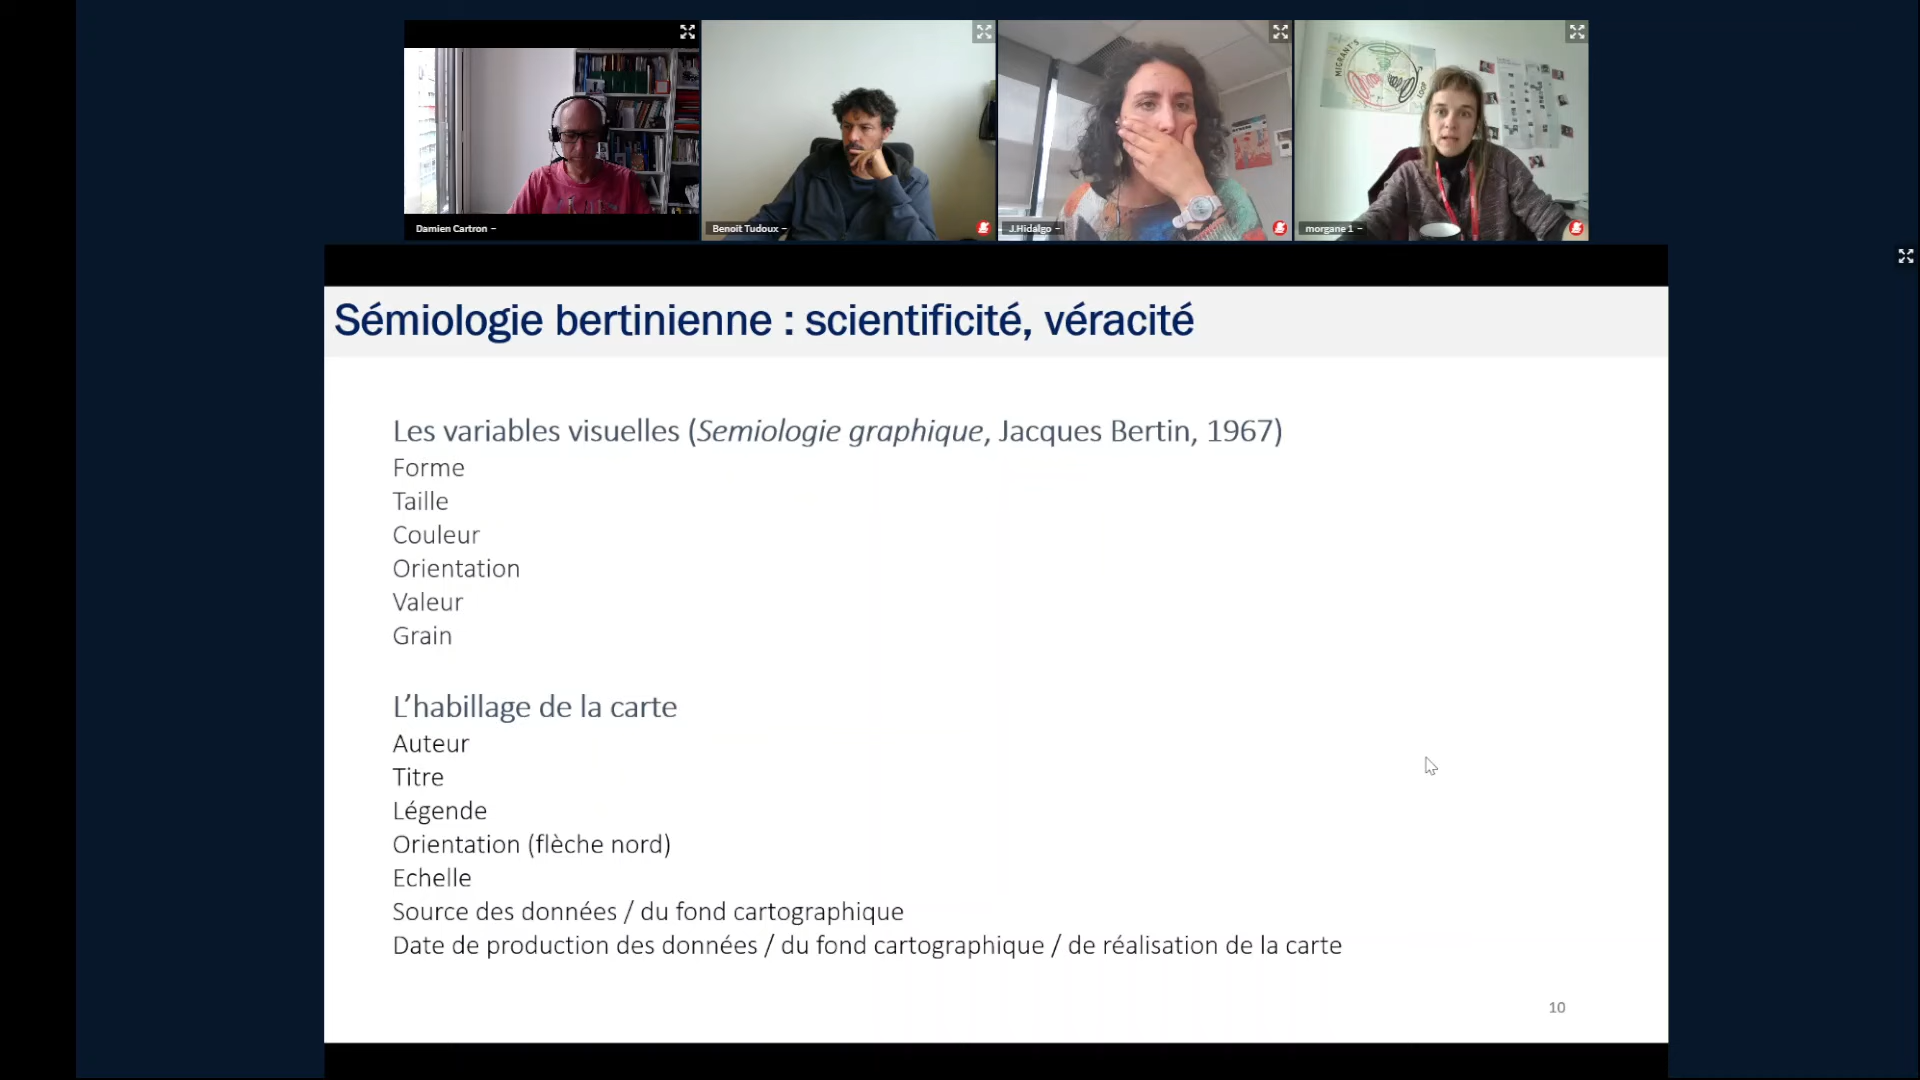 MIGRANT'S
LOOP
Damien Cartron
Benoit Tudoux
J.Hidalgo
morgane 1
Sémiologie bertinienne : scientificité, véracité
Les variables visuelles (Semiologie graphique, Jacques Bertin, 1967)
Forme
Taille
Couleur
Orientation
Valeur
Grain
L’habillage de la carte
Auteur
Titre
Légende
Orientation (flèche nord)
Echelle
Source des données / du fond cartographique
Date de production des données / du fond cartographique / de réalisation de la carte
10